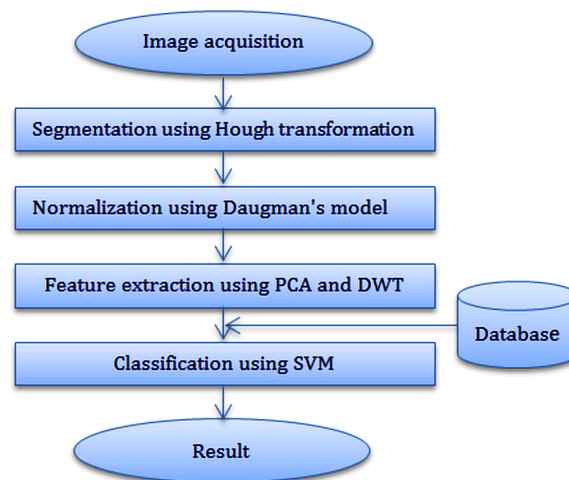 Image acquisition
Segmentation using Hough transformation
Normalization using Daugman's model
Feature extraction using PCA and DWT
Database
Classification using SVM
Result